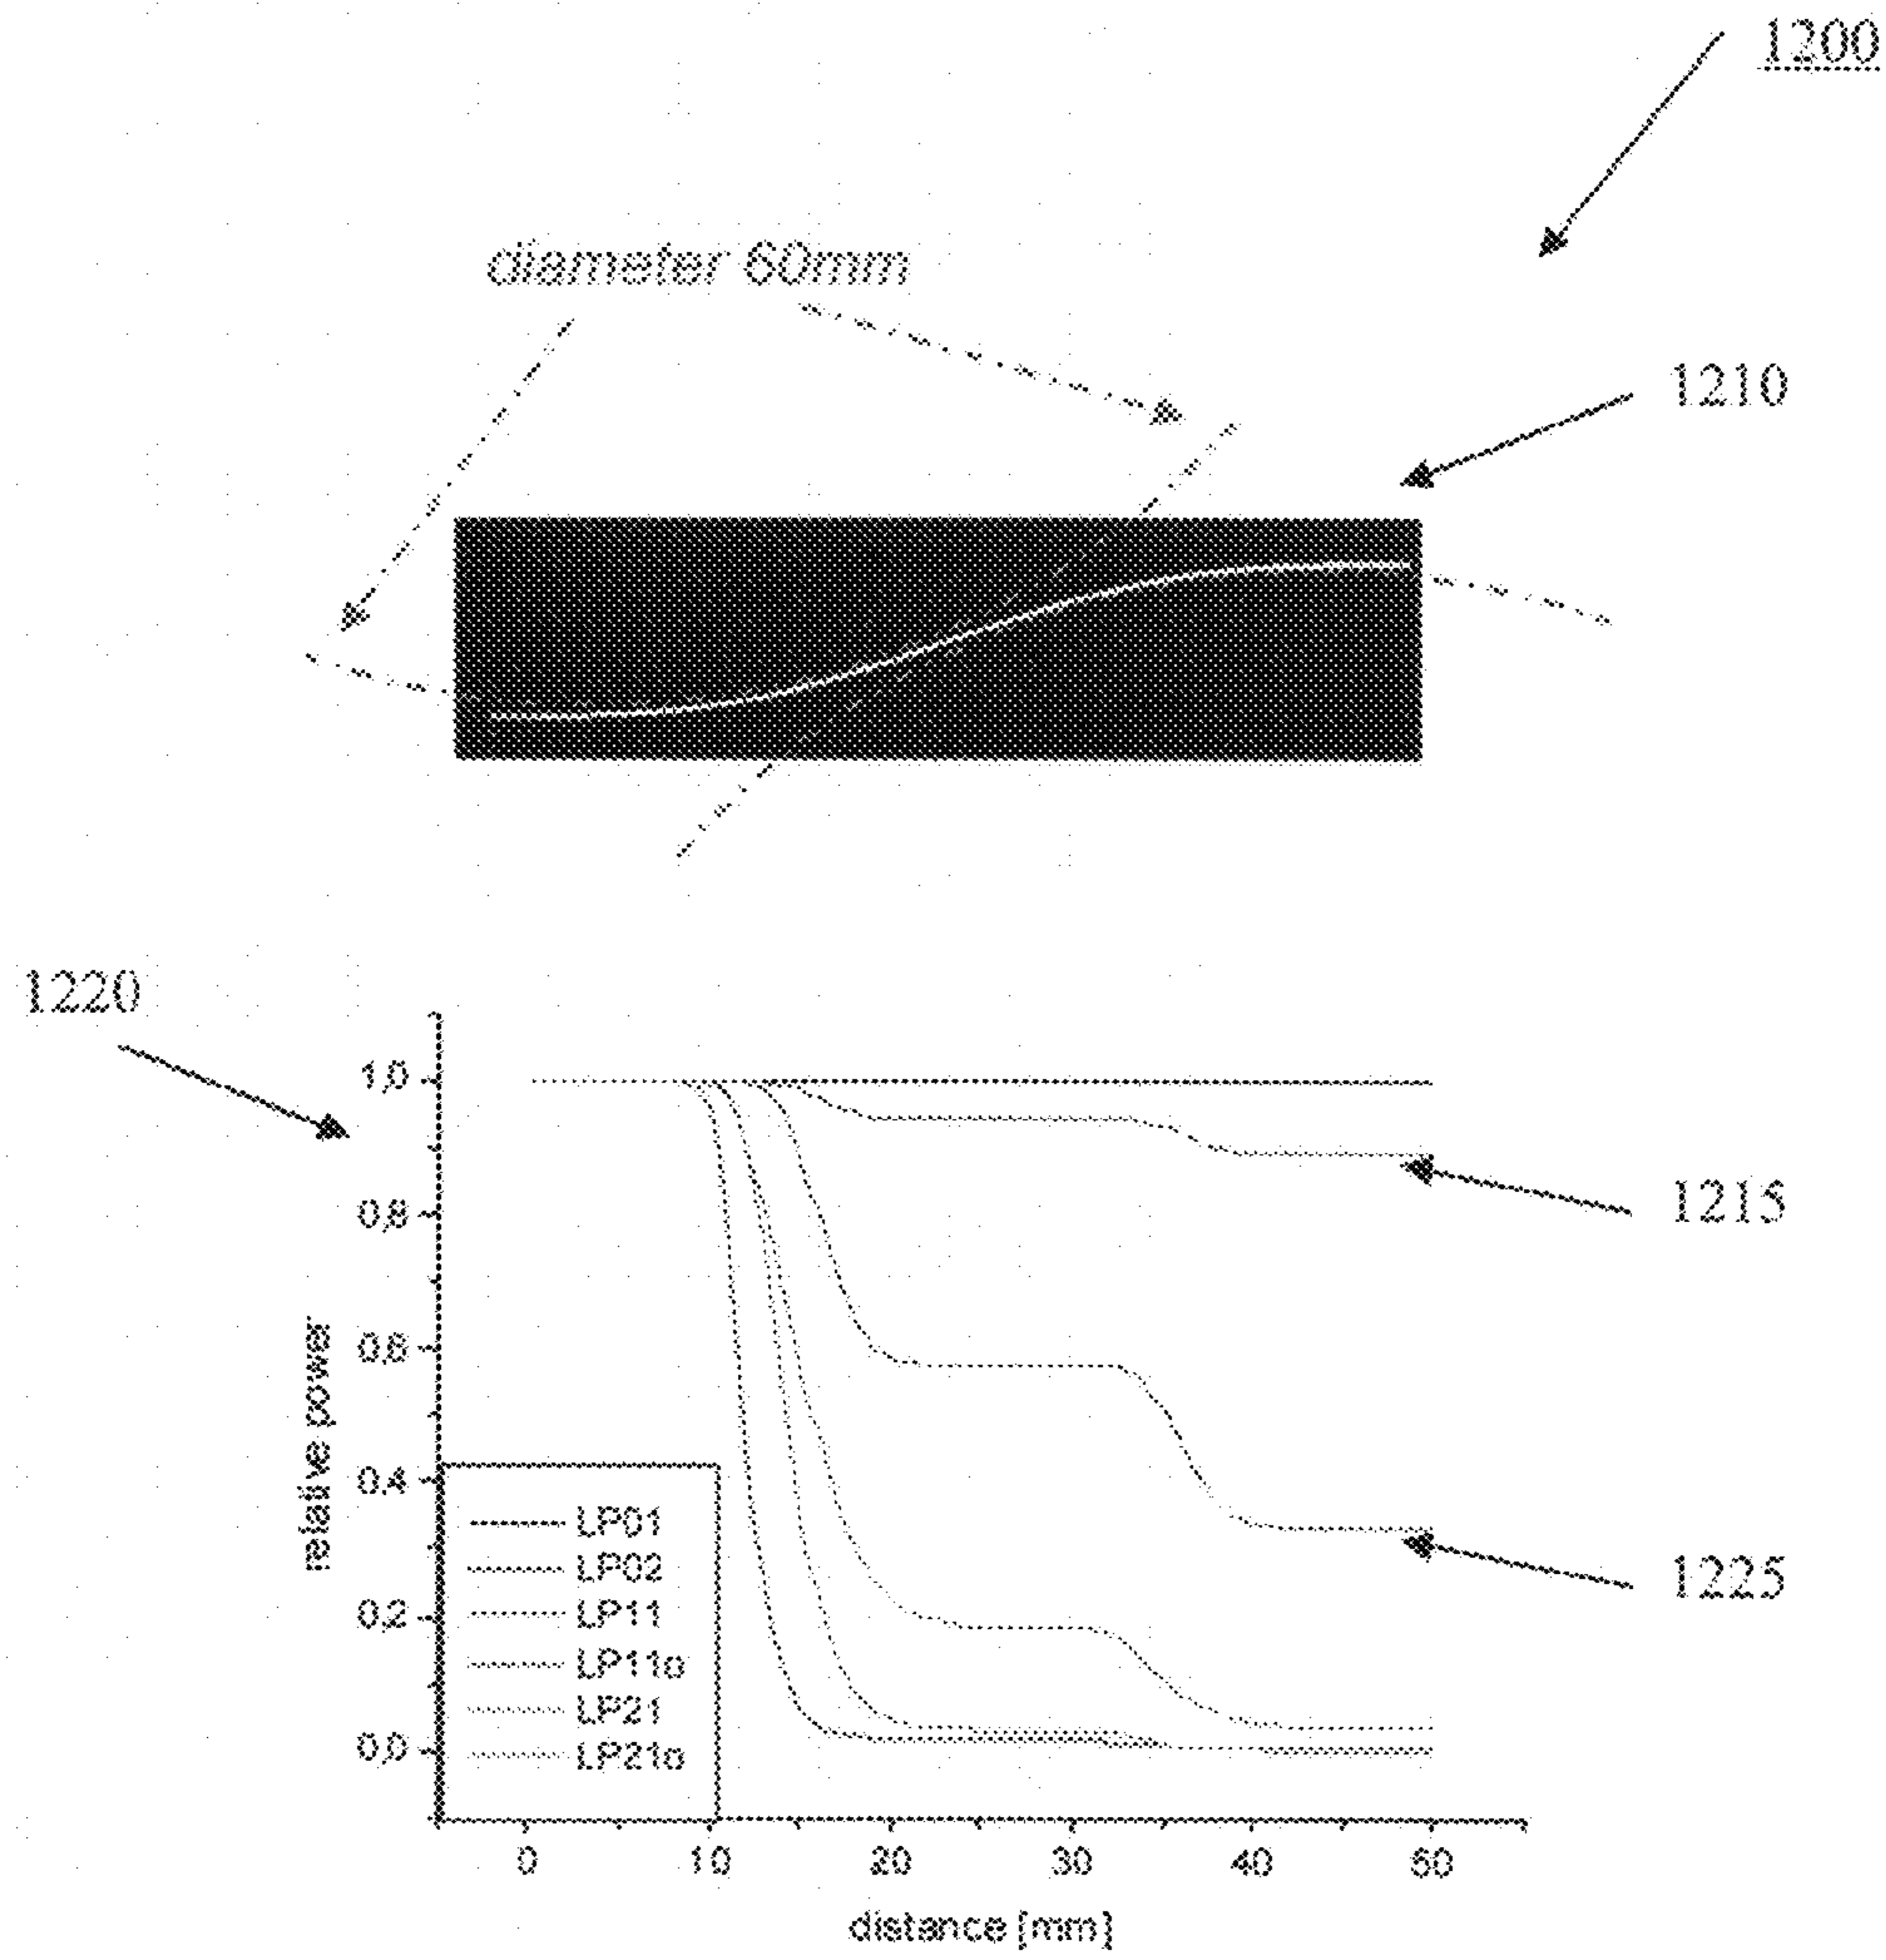 1200
diameter 60mm
1210
1220
1,0
0,8
0,6
0,4
0,2
0,0
relative power
1215
1225
LP01
LP02
LP11
LP11o
LP21
LP21o
0 10 20 30 40 50
distance [mm]